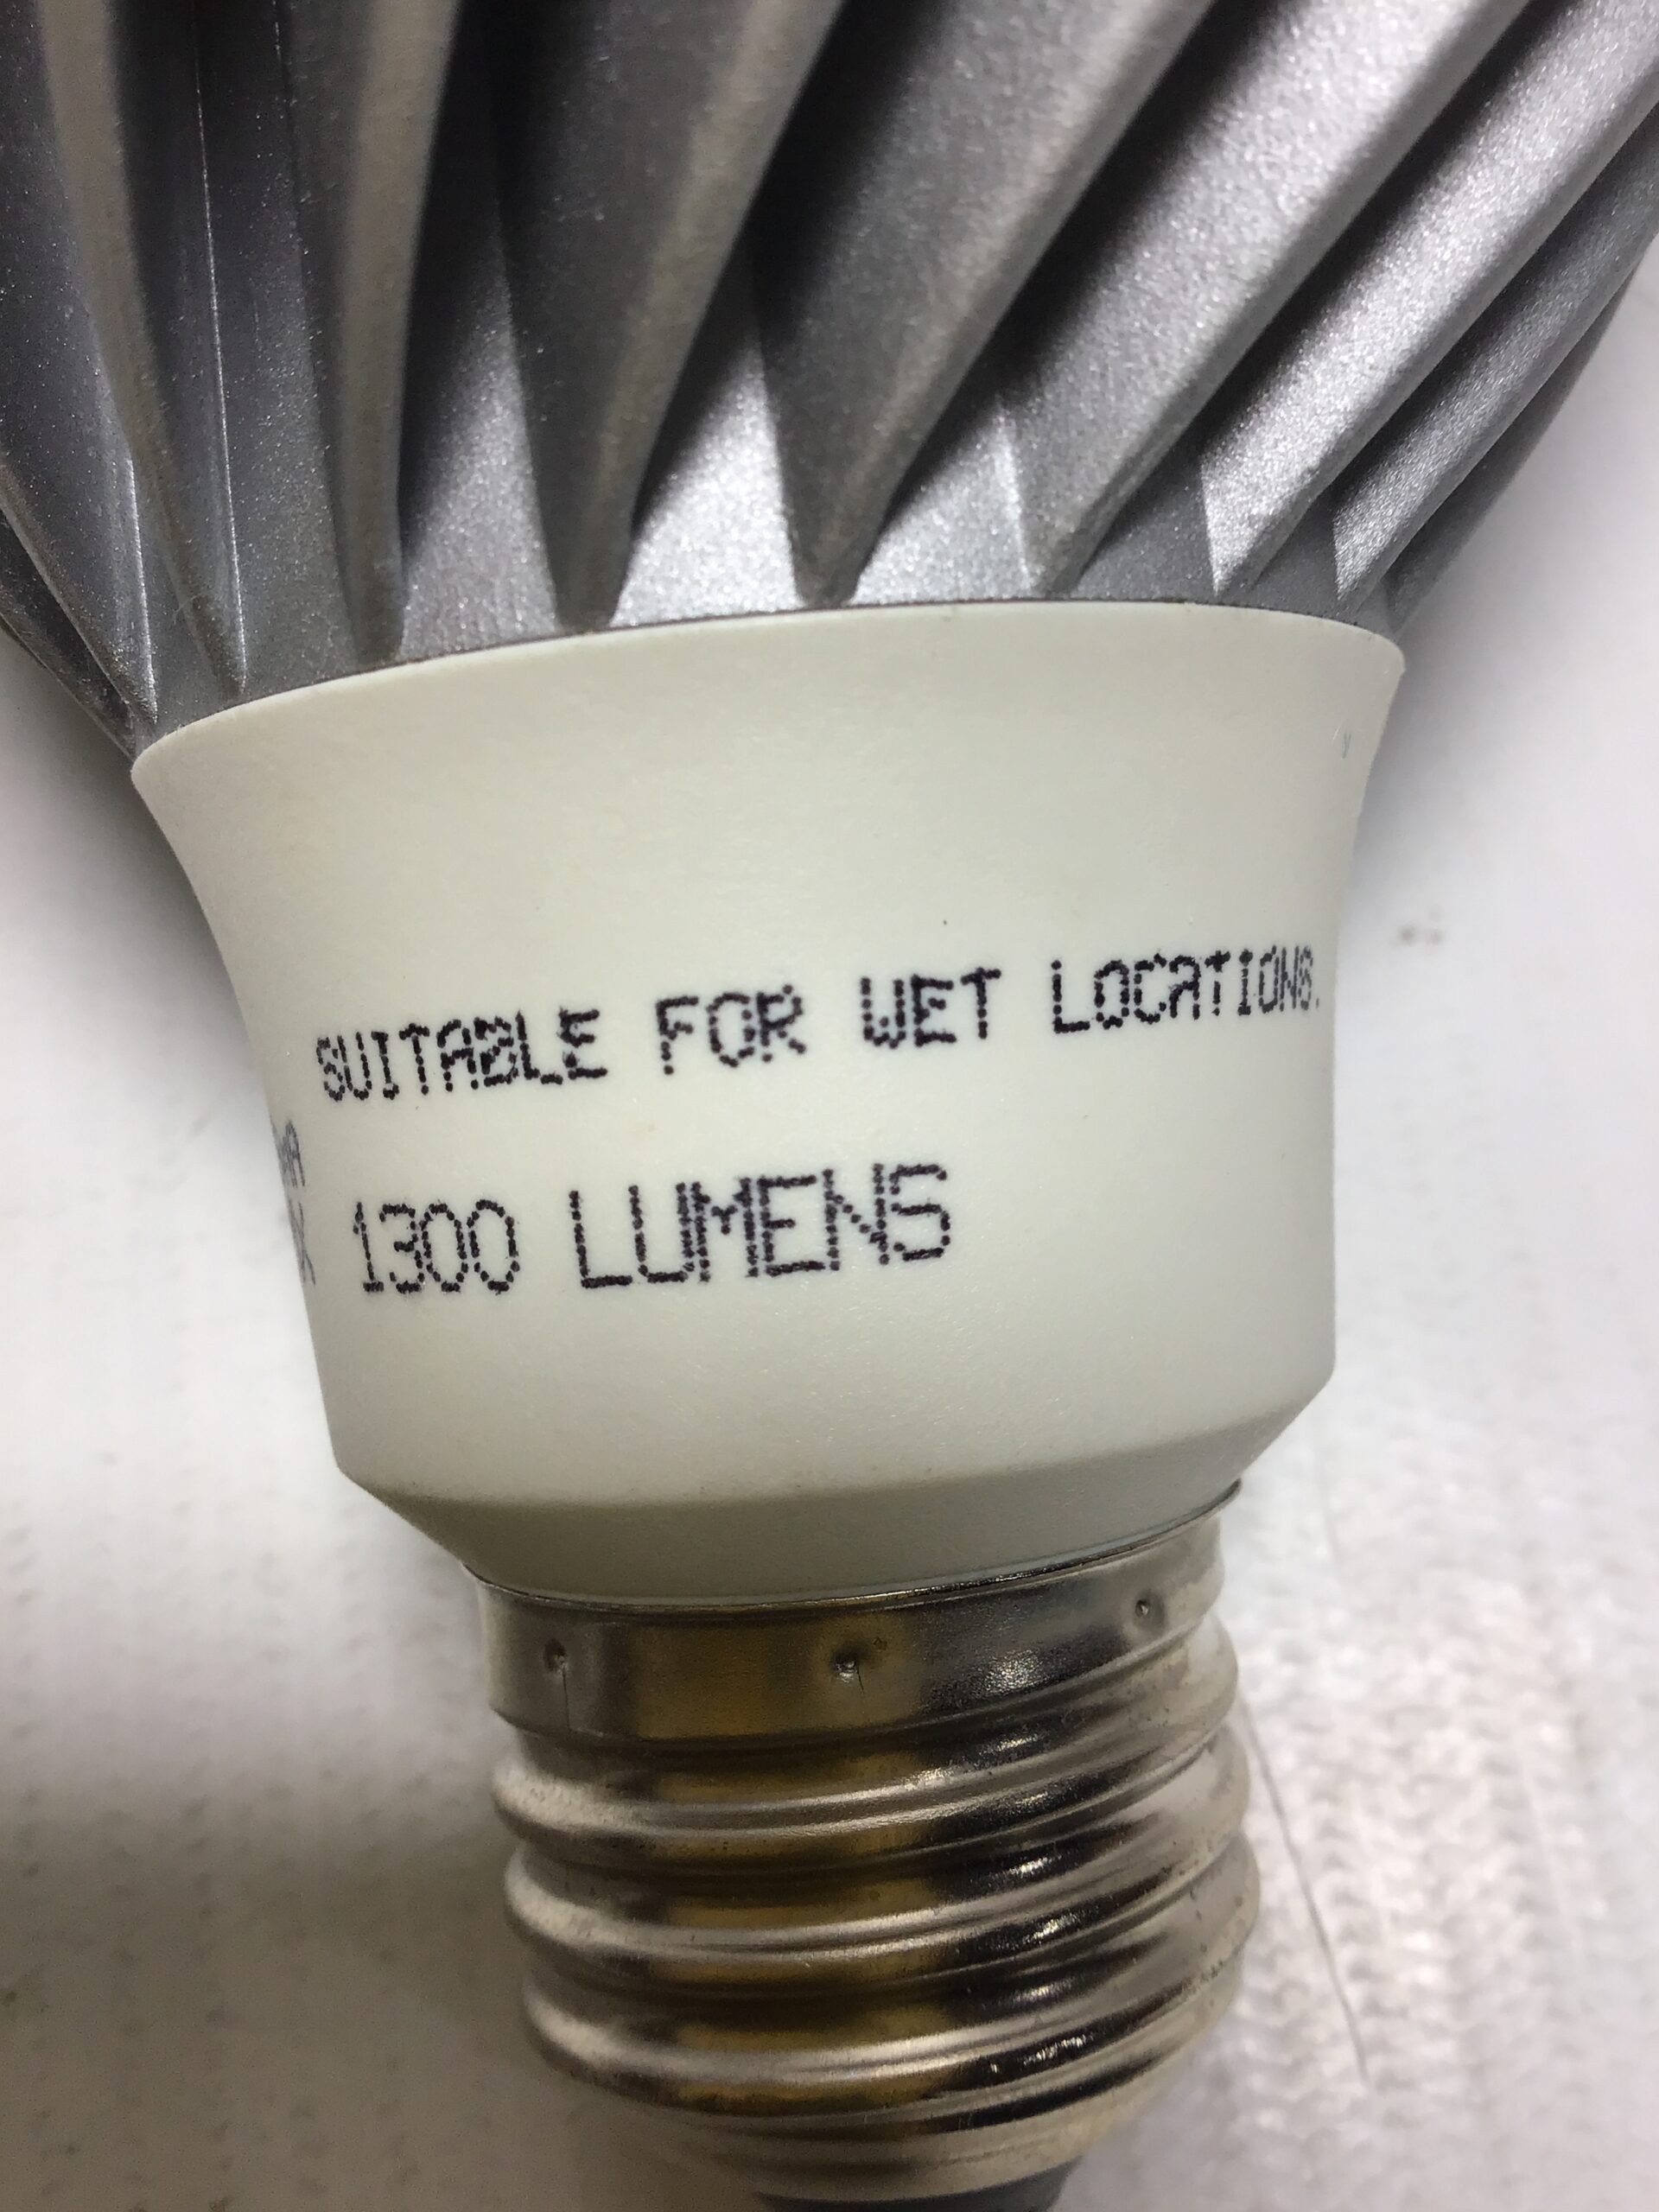 SUITABLE FOR WET LOCATIONS.
1300 LUMENS